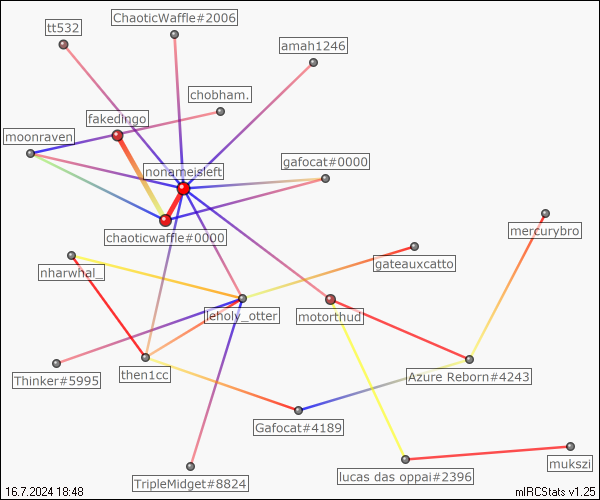 ChaoticWaffle#2006
tt532
amah1246
chobham.
fakedingo
moonraven
nonameisleft
gafocat#0000
mercurybro
chaoticwaffle#0000
gateauxcatto
nharwhal_
leholy_otter
motorthud
then1cc
Thinker#5995
Azure Reborn#4243
Gafocat#4189
mukszi
lucas das oppai#2396
TripleMidget#8824
16.7.2024 18:48
mIRCStats v1.25